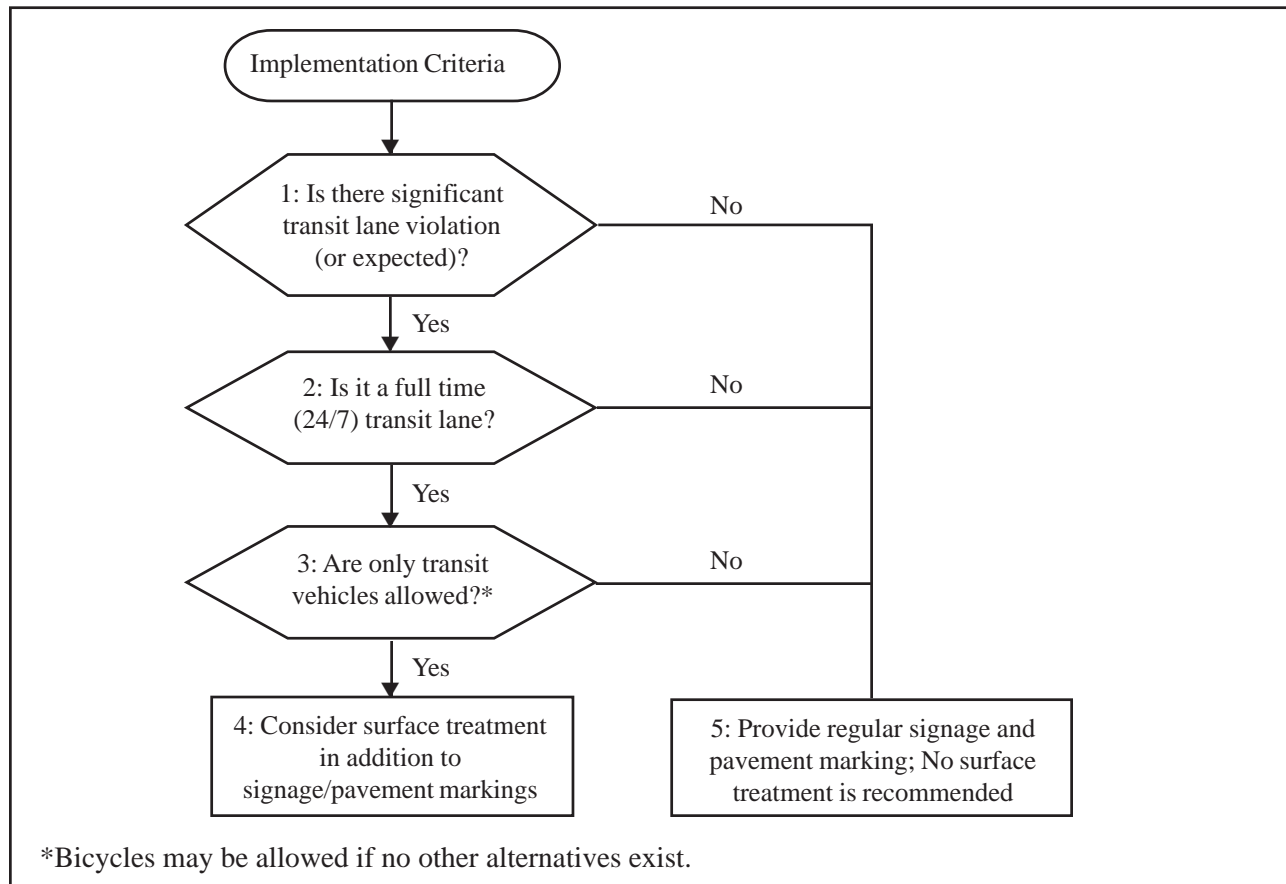 Implementation Criteria
1: Is there significant
transit lane violation
(or expected)?
No
Yes
2: Is it a full time
(24/7) transit lane?
No
Yes
3: Are only transit
vehicles allowed?*
No
Yes
4: Consider surface treatment
in addition to
signage/pavement markings
5: Provide regular signage and
pavement marking; No surface
treatment is recommended
*Bicycles may be allowed if no other alternatives exist.